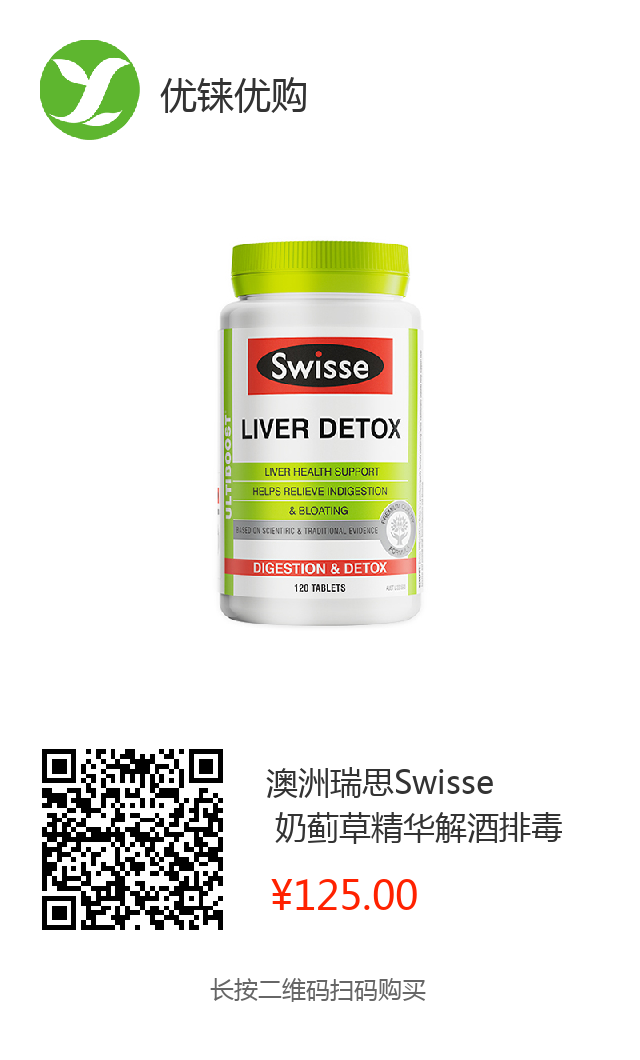 优铼优购
Swisse
LIVER DETOX
ULTIBOOST
LIVER HEALTH SUPPORT
HELPS RELIEVE INDIGESTION
& BLOATING
BASED ON SCIENTIFIC & TRADITIONAL EVIDENCE
DIGESTION & DETOX
120 TABLETS
澳洲瑞思Swisse
奶蓟草精华解酒排毒
¥125.00
长按二维码扫码购买